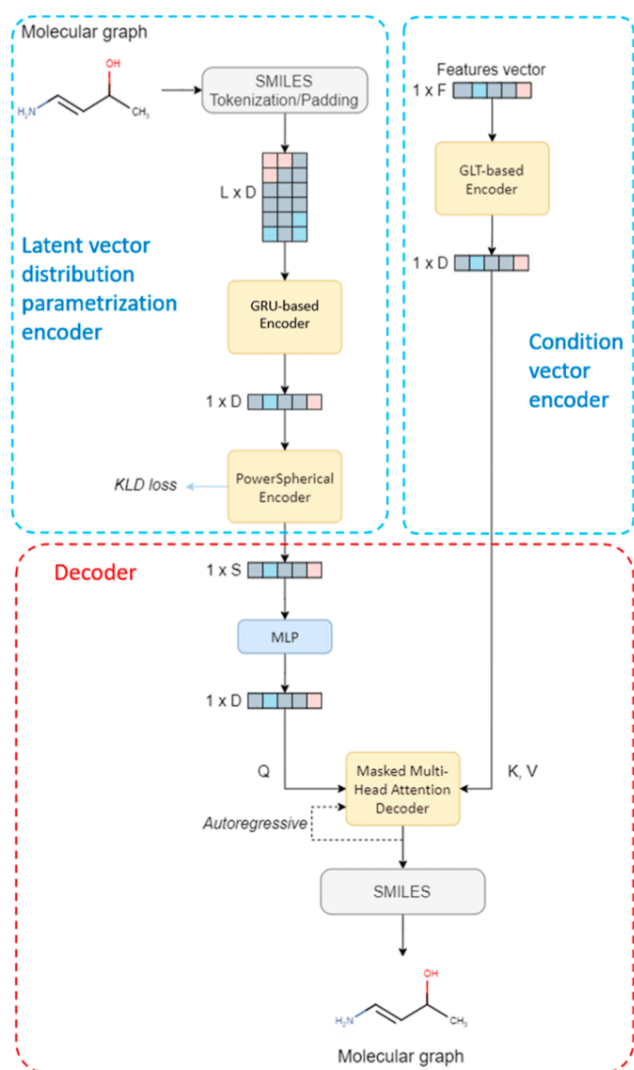 Molecular graph
OH
H₂N
CH₃
SMILES
Tokenization/Padding
L x D
Latent vector
distribution
parametrization
encoder
GRU-based
Encoder
1 x D
KLD loss
PowerSpherical
Encoder
Features vector
1 x F
GLT-based
Encoder
1 x D
Condition
vector
encoder
Decoder
1 x S
MLP
1 x D
Q
Masked Multi-
Head Attention
Decoder
K, V
Autoregressive
SMILES
OH
H₂N
CH₃
Molecular graph